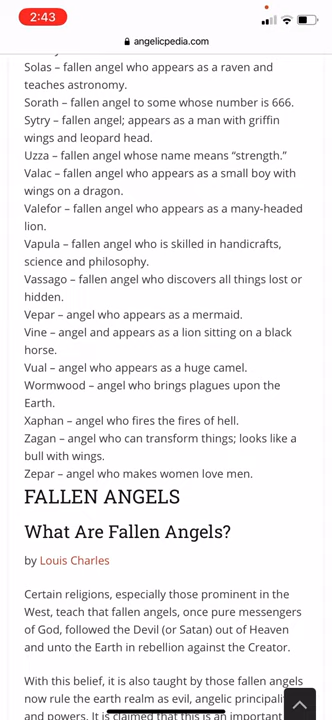 2:43
angelicpedia.com
Solas – fallen angel who appears as a raven and
teaches astronomy.
Sorath – fallen angel to some whose number is 666.
Sytry – fallen angel; appears as a man with griffin
wings and leopard head.
Uzza – fallen angel whose name means “strength.”
Valac – fallen angel who appears as a small boy with
wings on a dragon.
Valefor – fallen angel who appears as a many-headed
lion.
Vapula – fallen angel who is skilled in handicrafts,
science and philosophy.
Vassago – fallen angel who discovers all things lost or
hidden.
Vepar – angel who appears as a mermaid.
Vine – angel and appears as a lion sitting on a black
horse.
Vual – angel who appears as a huge camel.
Wormwood – angel who brings plagues upon the
Earth.
Xaphan – angel who fires the fires of hell.
Zagan – angel who can transform things; looks like a
bull with wings.
Zepar – angel who makes women love men.
FALLEN ANGELS
What Are Fallen Angels?
by Louis Charles
Certain religions, especially those prominent in the
West, teach that fallen angels, once pure messengers
of God, followed the Devil (or Satan) out of Heaven
and unto the Earth in rebellion against the Creator.
With this belief, it is also taught by those fallen angels
now rule the earth realm as evil, angelic principali
and powers. It is claimed that this is an important